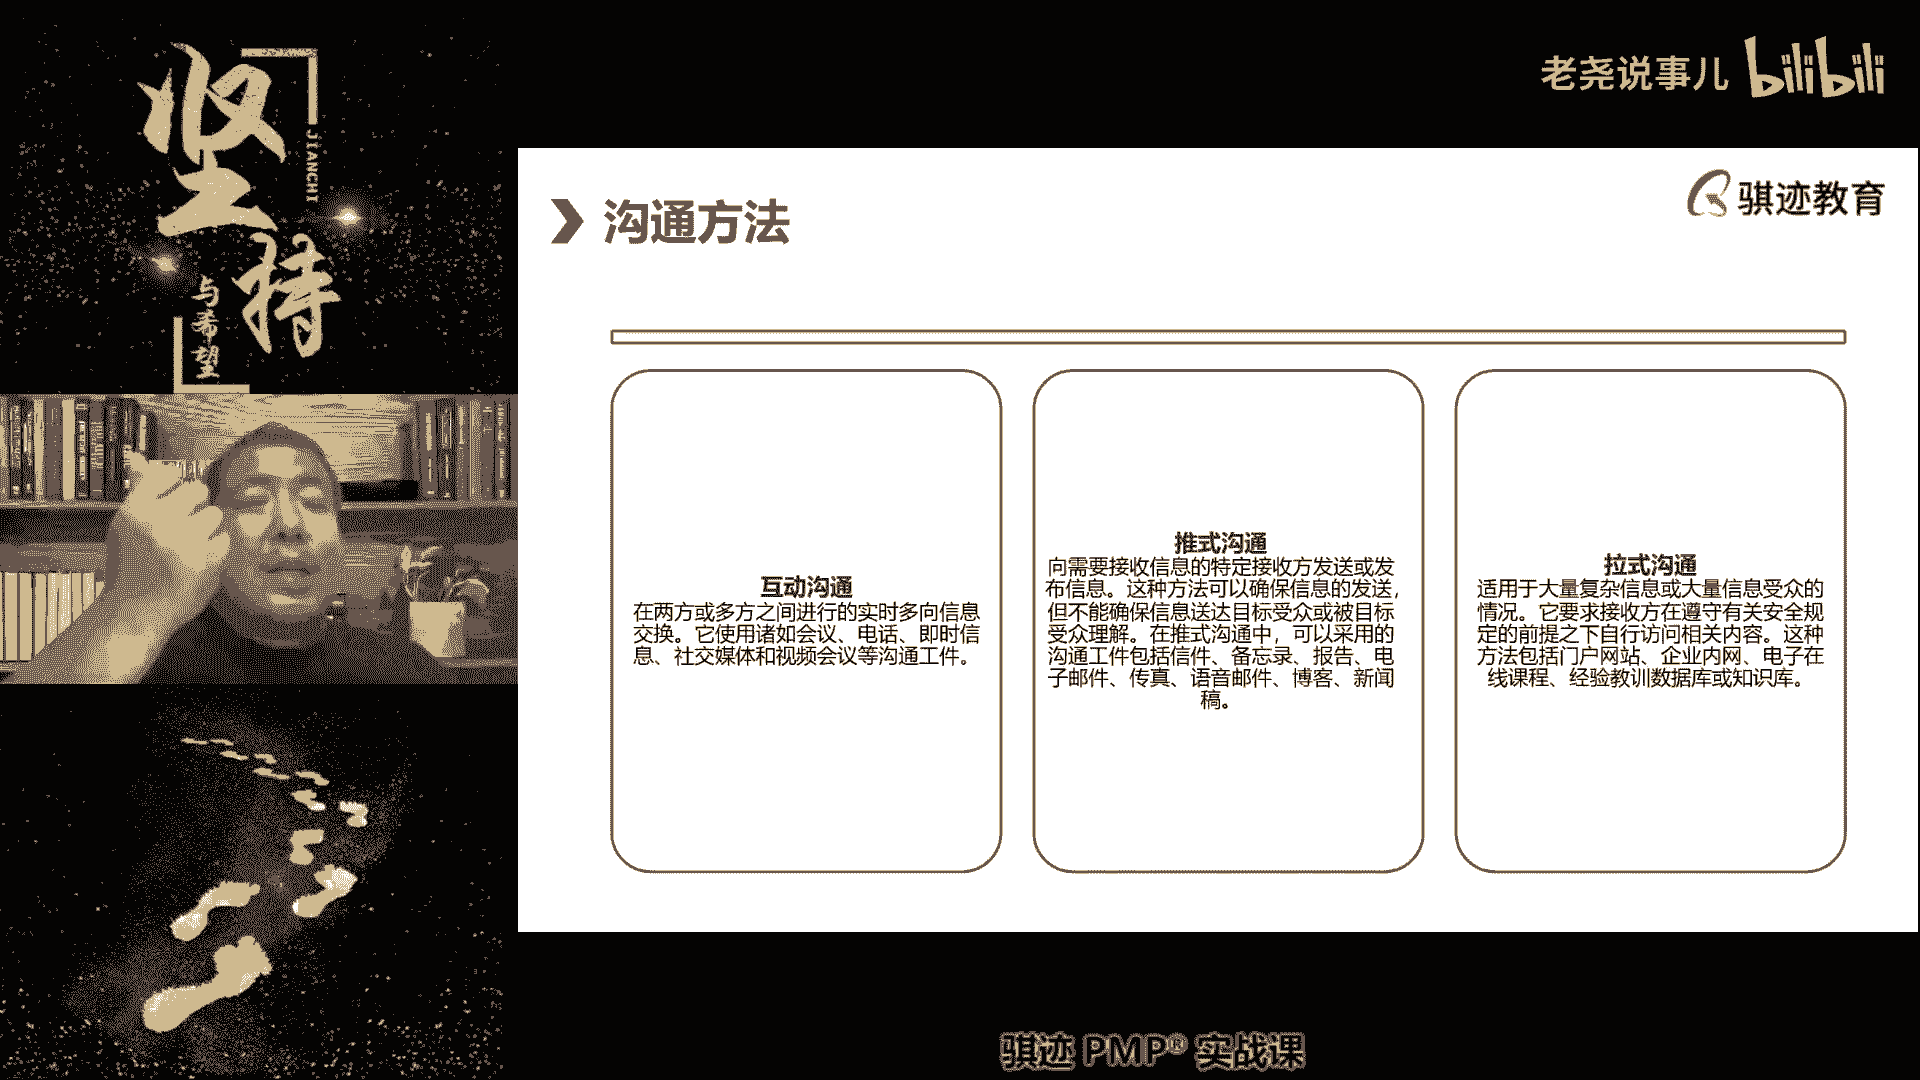 坚持
JIANCHI
与希望
老尧说事儿 bilibili
骐迹教育
沟通方法
互动沟通
在两方或多方之间进行的实时多向信息
交换。它使用诸如会议、电话、即时信
息、社交媒体和视频会议等沟通工件。
推式沟通
向需要接收信息的特定接收方发送或发
布信息。这种方法可以确保信息的发送，
但不能确保信息送达目标受众或被目标
受众理解。在推式沟通中，可以采用的
沟通工件包括信件、备忘录、报告、电
子邮件、传真、语音邮件、博客、新闻
稿。
拉式沟通
适用于大量复杂信息或大量信息受众的
情况。它要求接收方在遵守有关安全规
定的前提之下自行访问相关内容。这种
方法包括门户网站、企业内网、电子在
线课程、经验教训数据库或知识库。
骐迹 PMP® 实战课